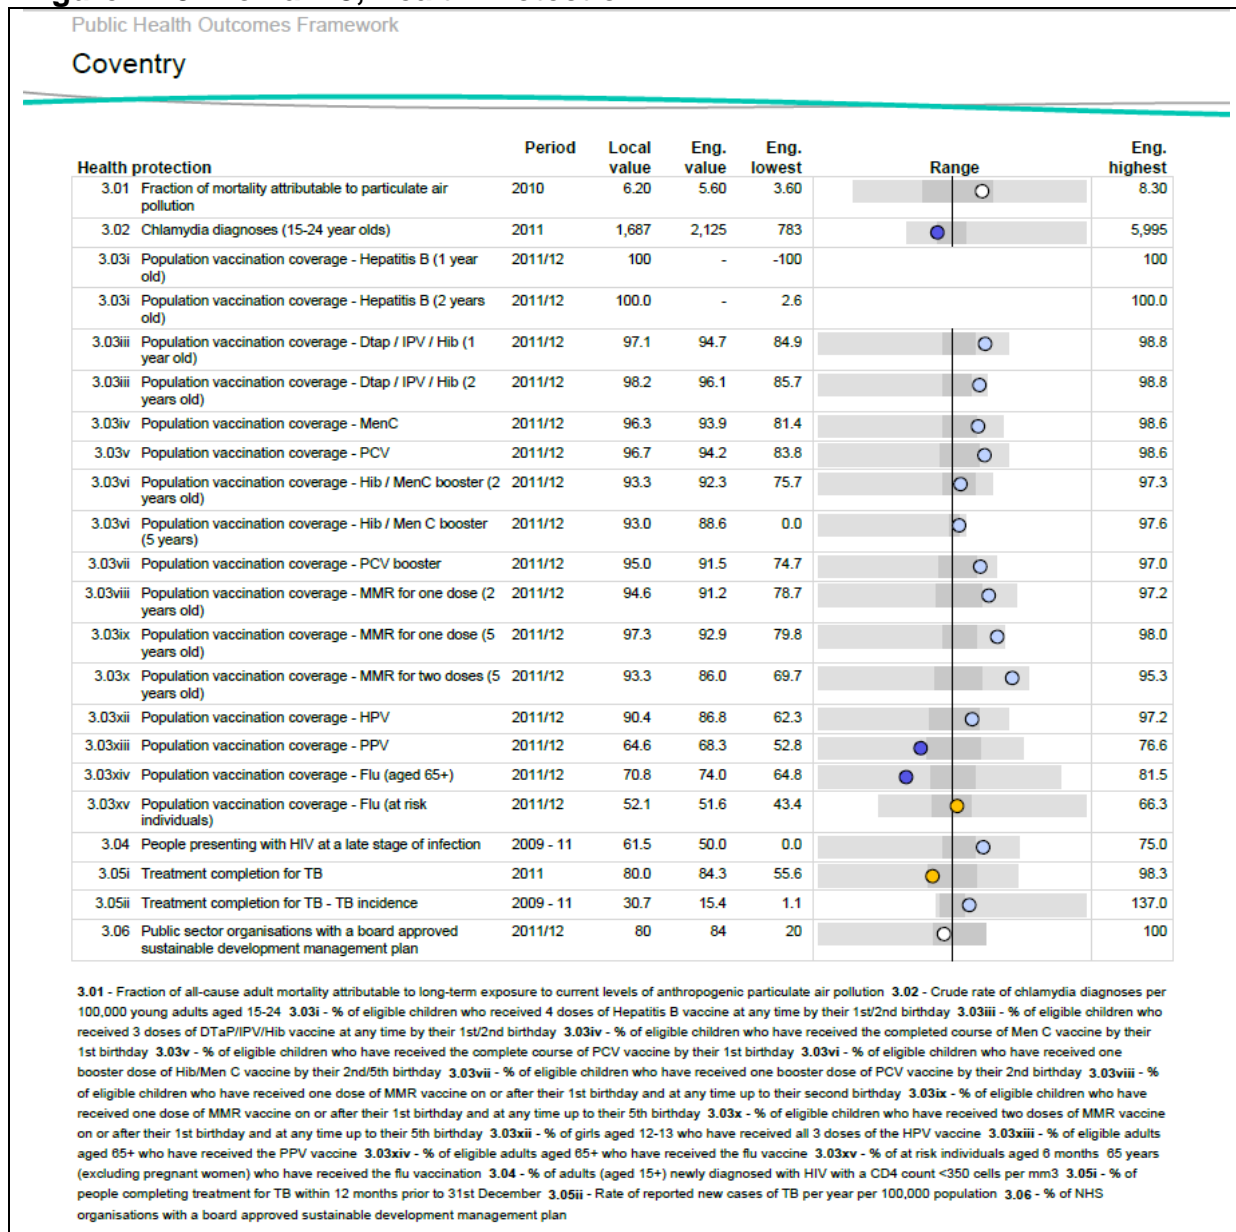 Public Health Outcomes Framework
Coventry
Health protection Period Local value Eng. value Eng. lowest Range Eng. highest
3.01 Fraction of mortality attributable to particulate air pollution 2010 6.20 5.60 3.60 8.30
3.02 Chlamydia diagnoses (15-24 year olds) 2011 1,687 2,125 783 5,995
3.03i Population vaccination coverage - Hepatitis B (1 year old) 2011/12 100 - -100 100
3.03i Population vaccination coverage - Hepatitis B (2 years old) 2011/12 100.0 - 2.6 100.0
3.03iii Population vaccination coverage - Dtap / IPV / Hib (1 year old) 2011/12 97.1 94.7 84.9 98.8
3.03iii Population vaccination coverage - Dtap / IPV / Hib (2 years old) 2011/12 98.2 96.1 85.7 98.8
3.03iv Population vaccination coverage - MenC 2011/12 96.3 93.9 81.4 98.6
3.03v Population vaccination coverage - PCV 2011/12 96.7 94.2 83.8 98.6
3.03vi Population vaccination coverage - Hib / MenC booster (2 years old) 2011/12 93.3 92.3 75.7 97.3
3.03vi Population vaccination coverage - Hib / Men C booster (5 years) 2011/12 93.0 88.6 0.0 97.6
3.03vii Population vaccination coverage - PCV booster 2011/12 95.0 91.5 74.7 97.0
3.03viii Population vaccination coverage - MMR for one dose (2 years old) 2011/12 94.6 91.2 78.7 97.2
3.03ix Population vaccination coverage - MMR for one dose (5 years old) 2011/12 97.3 92.9 79.8 98.0
3.03x Population vaccination coverage - MMR for two doses (5 years old) 2011/12 93.3 86.0 69.7 95.3
3.03xii Population vaccination coverage - HPV 2011/12 90.4 86.8 62.3 97.2
3.03xiii Population vaccination coverage - PPV 2011/12 64.6 68.3 52.8 76.6
3.03xiv Population vaccination coverage - Flu (aged 65+) 2011/12 70.8 74.0 64.8 81.5
3.03xv Population vaccination coverage - Flu (at risk individuals) 2011/12 52.1 51.6 43.4 66.3
3.04 People presenting with HIV at a late stage of infection 2009 - 11 61.5 50.0 0.0 75.0
3.05i Treatment completion for TB 2011 80.0 84.3 55.6 98.3
3.05ii Treatment completion for TB - TB incidence 2009 - 11 30.7 15.4 1.1 137.0
3.06 Public sector organisations with a board approved sustainable development management plan 2011/12 80 84 20 100
3.01 - Fraction of all-cause adult mortality attributable to long-term exposure to current levels of anthropogenic particulate air pollution 3.02 - Crude rate of chlamydia diagnoses per
100,000 young adults aged 15-24 3.03i - % of eligible children who received 4 doses of Hepatitis B vaccine at any time by their 1st/2nd birthday 3.03iii - % of eligible children who
received 3 doses of DTaP/IPV/Hib vaccine at any time by their 1st/2nd birthday 3.03iv - % of eligible children who have received the completed course of Men C vaccine by their
1st birthday 3.03v - % of eligible children who have received the complete course of PCV vaccine by their 1st birthday 3.03vi - % of eligible children who have received one
booster dose of Hib/Men C vaccine by their 2nd/5th birthday 3.03vii - % of eligible children who have received one booster dose of PCV vaccine by their 2nd birthday 3.03viii - %
of eligible children who have received one dose of MMR vaccine on or after their 1st birthday and at any time up to their second birthday 3.03ix - % of eligible children who have
received one dose of MMR vaccine on or after their 1st birthday and at any time up to their 5th birthday 3.03x - % of eligible children who have received two doses of MMR vaccine
on or after their 1st birthday and at any time up to their 5th birthday 3.03xii - % of girls aged 12-13 who have received all 3 doses of the HPV vaccine 3.03xiii - % of eligible adults
aged 65+ who have received the PPV vaccine 3.03xiv - % of eligible adults aged 65+ who have received the flu vaccine 3.03xv - % of at risk individuals aged 6 months 65 years
(excluding pregnant women) who have received the flu vaccination 3.04 - % of adults (aged 15+) newly diagnosed with HIV with a CD4 count <350 cells per mm3 3.05i - % of
people completing treatment for TB within 12 months prior to 31st December 3.05ii - Rate of reported new cases of TB per year per 100,000 population 3.06 - % of NHS
organisations with a board approved sustainable development management plan